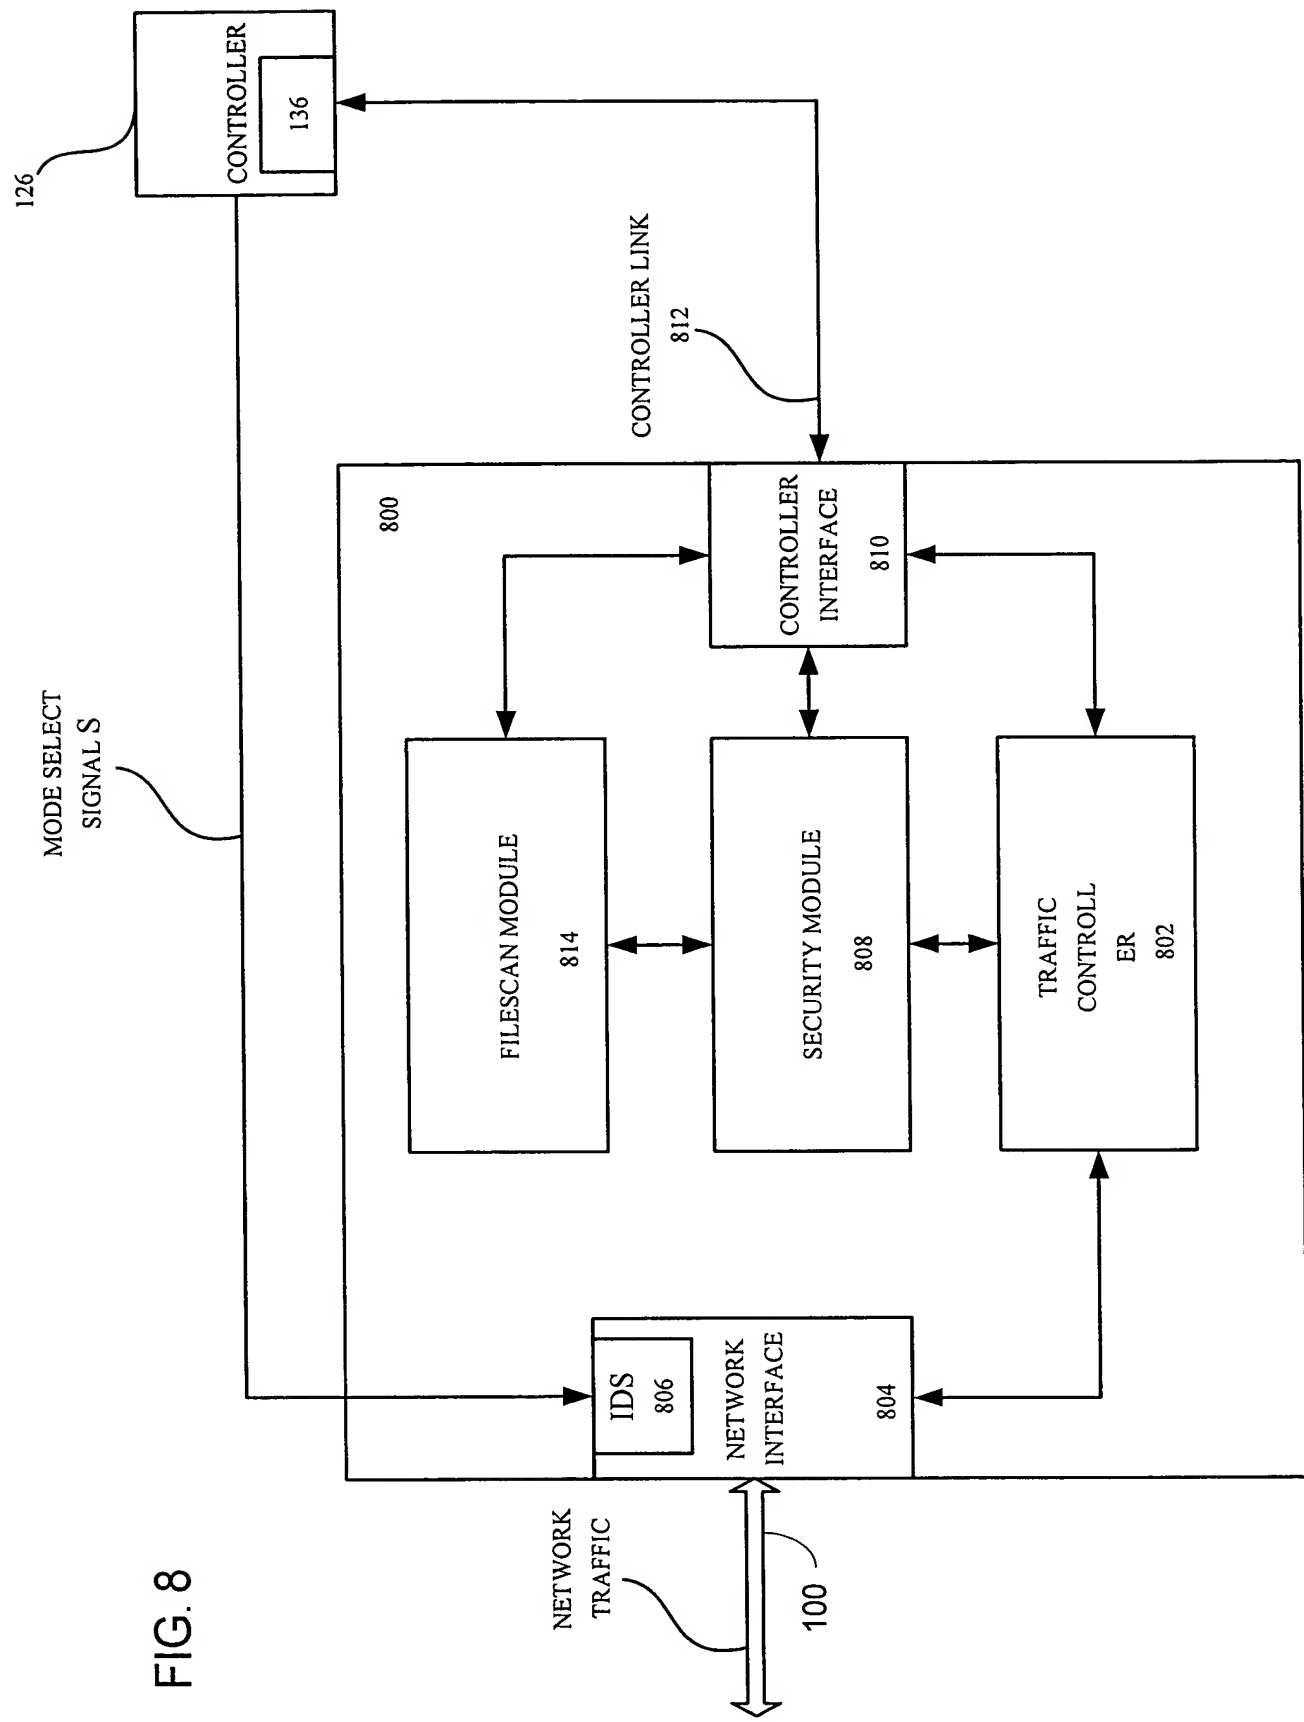 FIG. 8
MODE SELECT
SIGNAL S
126
CONTROLLER
136
CONTROLLER LINK
812
800
FILESCAN MODULE
814
IDS
806
NETWORK
INTERFACE
804
SECURITY MODULE
808
CONTROLLER
INTERFACE
810
NETWORK
TRAFFIC
100
TRAFFIC
CONTROLL
ER
802